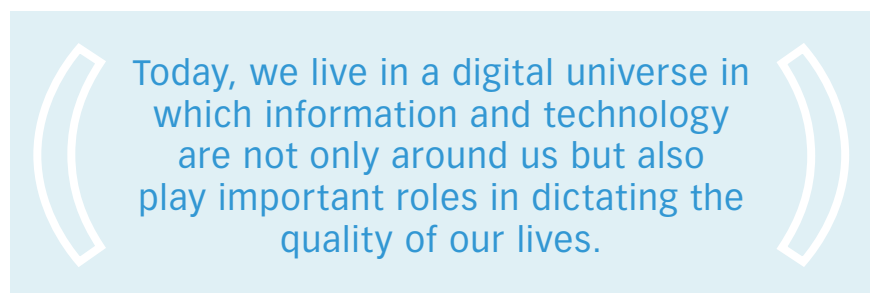 Today, we live in a digital universe in
which information and technology
are not only around us but also
play important roles in dictating the
quality of our lives.